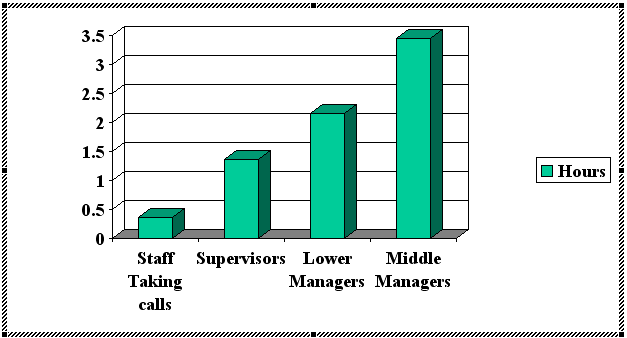 3.5
3
2.5
2
1.5
1
0.5
0
Staff Taking calls
Supervisors
Lower Managers
Middle Managers
Hours